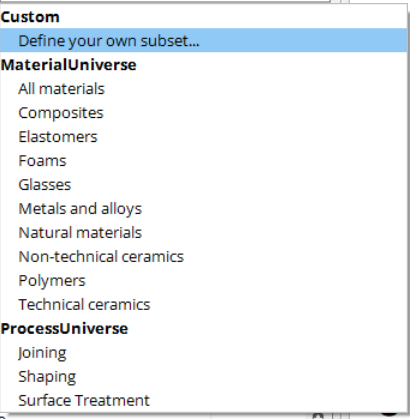 Custom
Define your own subset...
MaterialUniverse
All materials
Composites
Elastomers
Foams
Glasses
Metals and alloys
Natural materials
Non-technical ceramics
Polymers
Technical ceramics
ProcessUniverse
Joining
Shaping
Surface Treatment